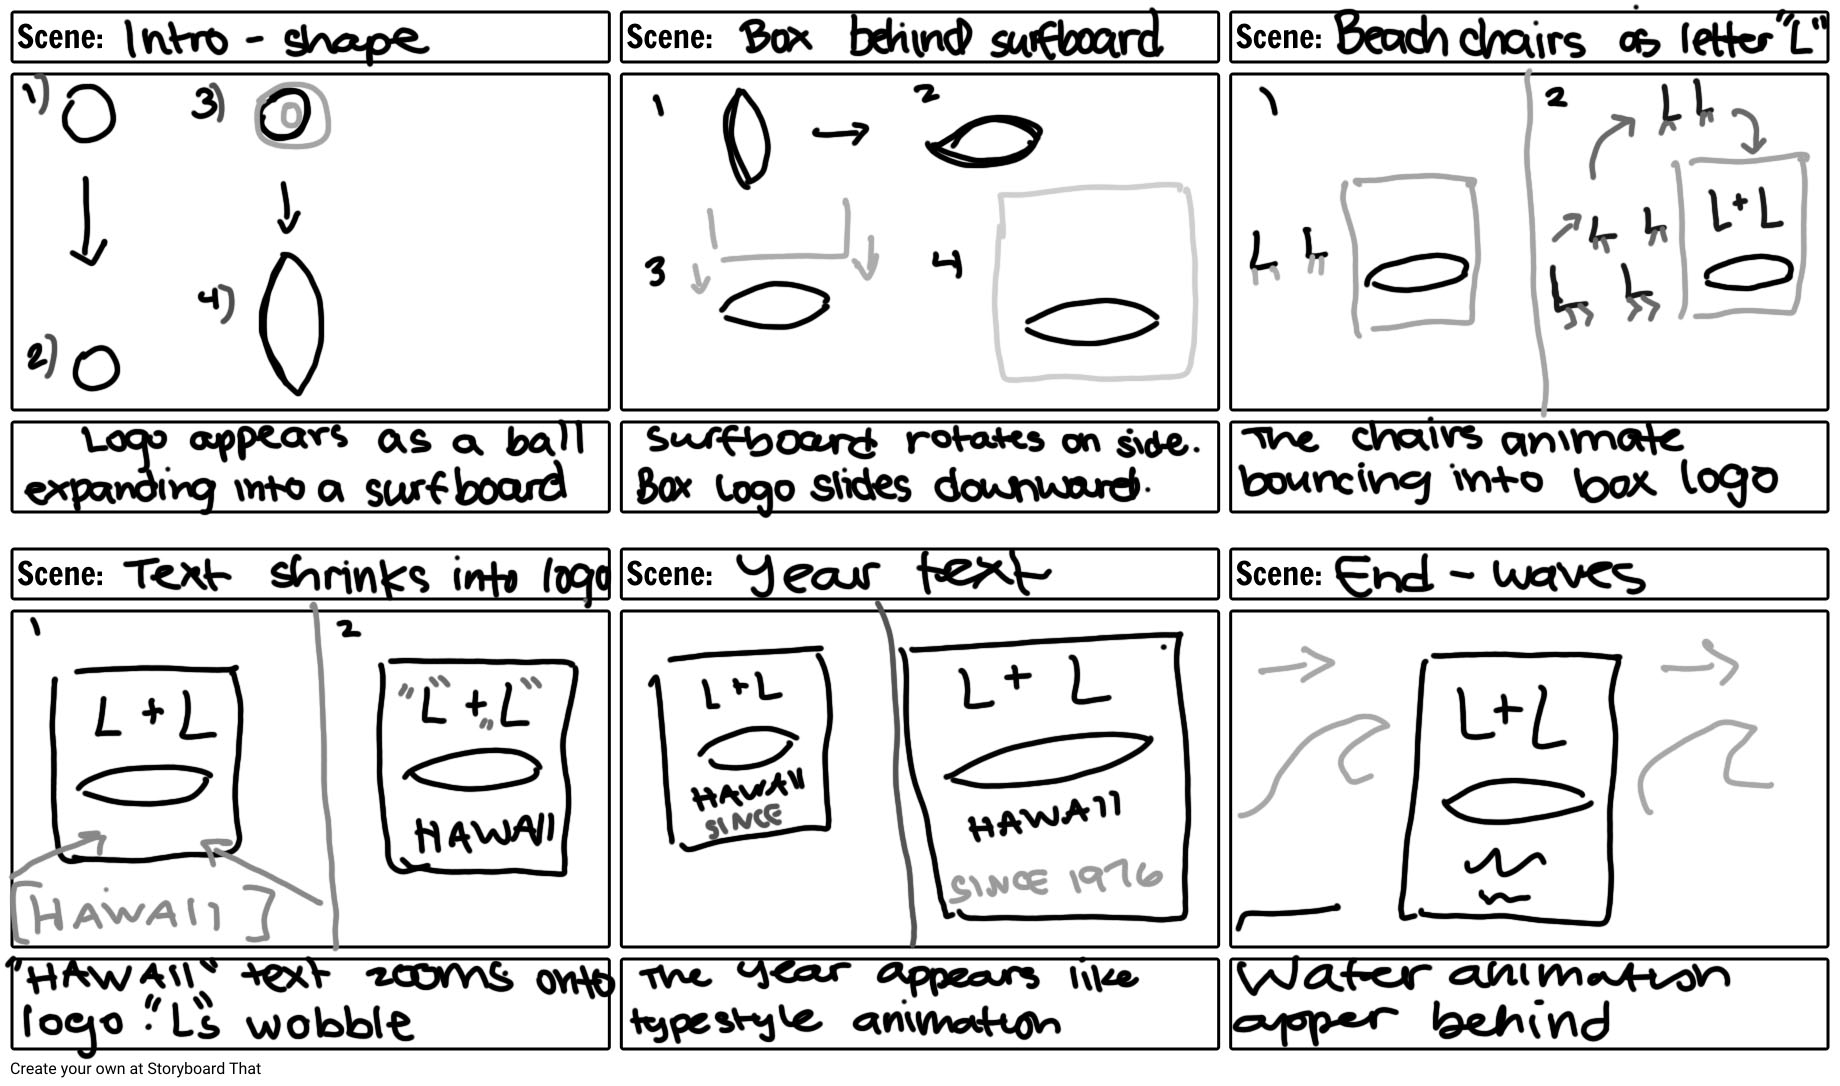 Scene: Intro - shape
1)
3)
4)
2)
Logo appears as a ball
expanding into a surfboard
Scene: Box behind surfboard
1
2
3
4
Surfboard rotates on side.
Box Logo slides downward.
Scene: Beach chairs as letter "L"
1
L L
2
L L
L L
L L
L+L
The chairs animate
bouncing into box logo
Scene: Text shrinks into logo
1
L+L
[HAWAII]
2
"L"+"L"
HAWAII
"HAWAII" text zooms onto
logo. "L"s wobble
Scene: Year text
L+L
HAWAII
SINCE
L+L
HAWAII
SINCE 1976
The year appears like
typestyle animation
Scene: End - waves
L+L
Water animation
apper behind
Create your own at Storyboard That